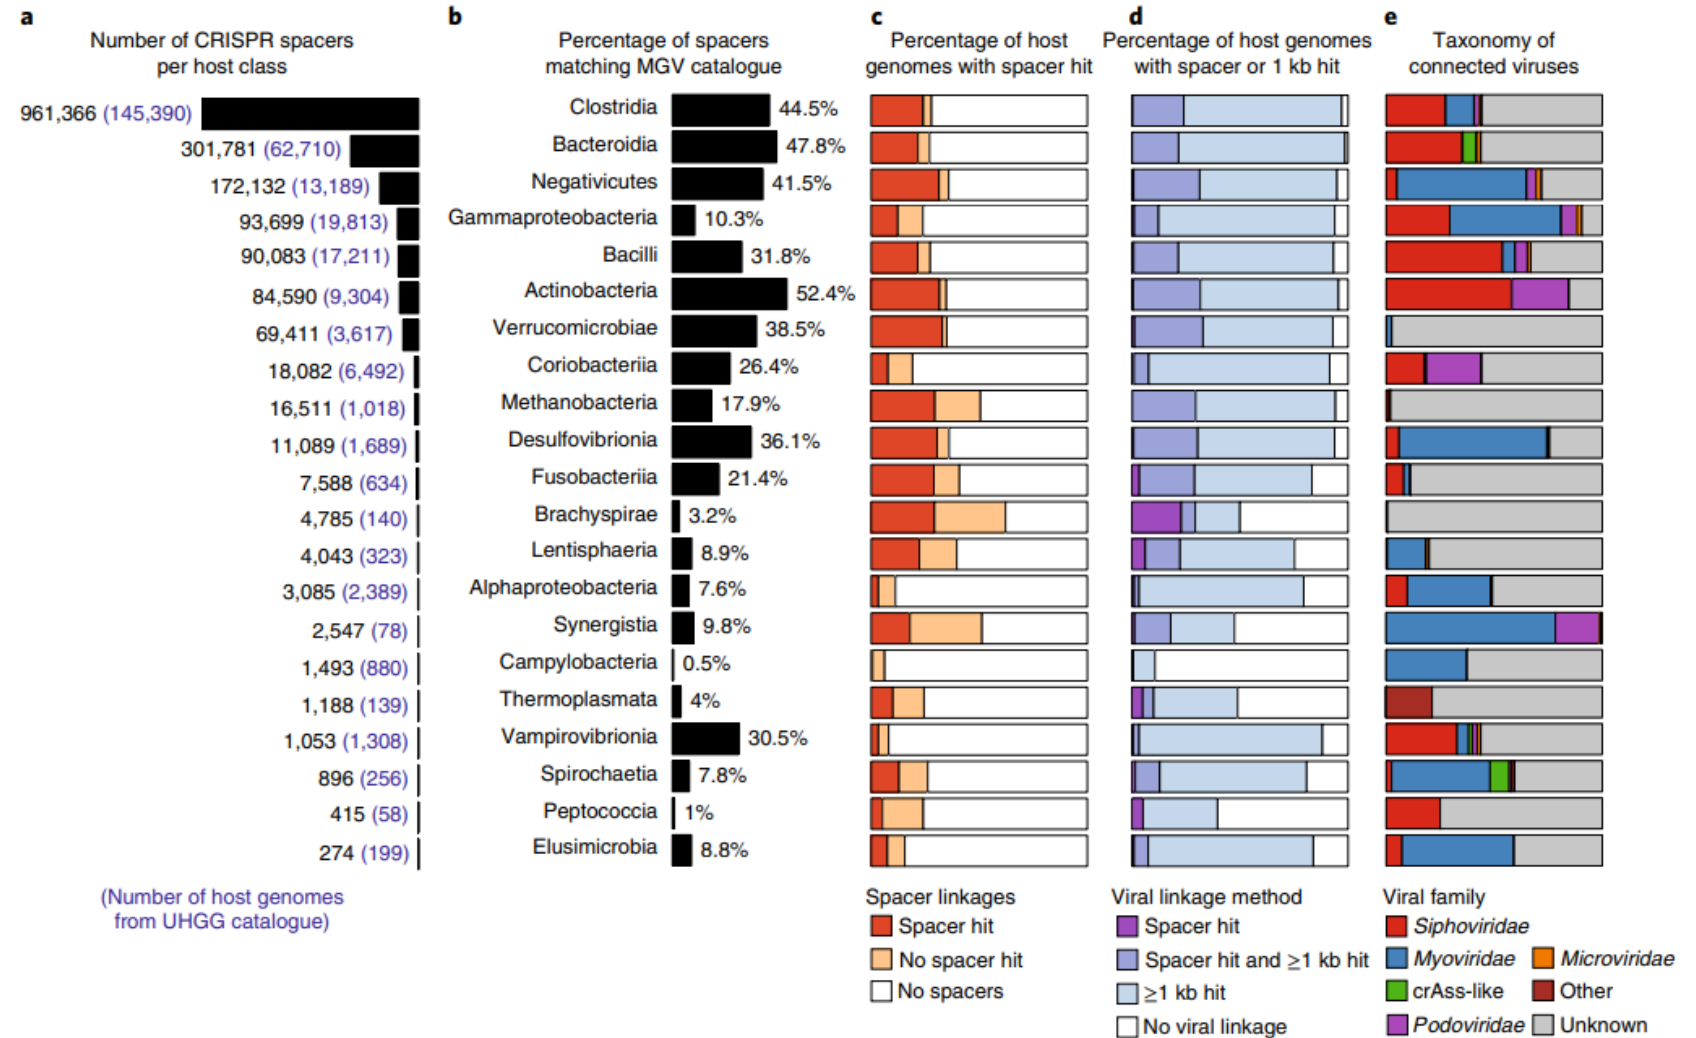 a
Number of CRISPR spacers
per host class
961,366 (145,390)
301,781 (62,710)
172,132 (13,189)
93,699 (19,813)
90,083 (17,211)
84,590 (9,304)
69,411 (3,617)
18,082 (6,492)
16,511 (1,018)
11,089 (1,689)
7,588 (634)
4,785 (140)
4,043 (323)
3,085 (2,389)
2,547 (78)
1,493 (880)
1,188 (139)
1,053 (1,308)
896 (256)
415 (58)
274 (199)
(Number of host genomes
from UHGG catalogue)
b
Percentage of spacers
matching MGV catalogue
Clostridia 44.5%
Bacteroidia 47.8%
Negativicutes 41.5%
Gammaproteobacteria 10.3%
Bacilli 31.8%
Actinobacteria 52.4%
Verrucomicrobiae 38.5%
Coriobacteriia 26.4%
Methanobacteria 17.9%
Desulfovibrionia 36.1%
Fusobacteriia 21.4%
Brachyspirae 3.2%
Lentisphaeria 8.9%
Alphaproteobacteria 7.6%
Synergistia 9.8%
Campylobacteria 0.5%
Thermoplasmata 4%
Vampirovibrionia 30.5%
Spirochaetia 7.8%
Peptococcia 1%
Elusimicrobia 8.8%
c
Percentage of host
genomes with spacer hit
Spacer linkages
Spacer hit
No spacer hit
No spacers
d
Percentage of host genomes
with spacer or 1 kb hit
Viral linkage method
Spacer hit
Spacer hit and ≥1 kb hit
≥1 kb hit
No viral linkage
e
Taxonomy of
connected viruses
Viral family
Siphoviridae
Myoviridae
crAss-like
Podoviridae
Microviridae
Other
Unknown